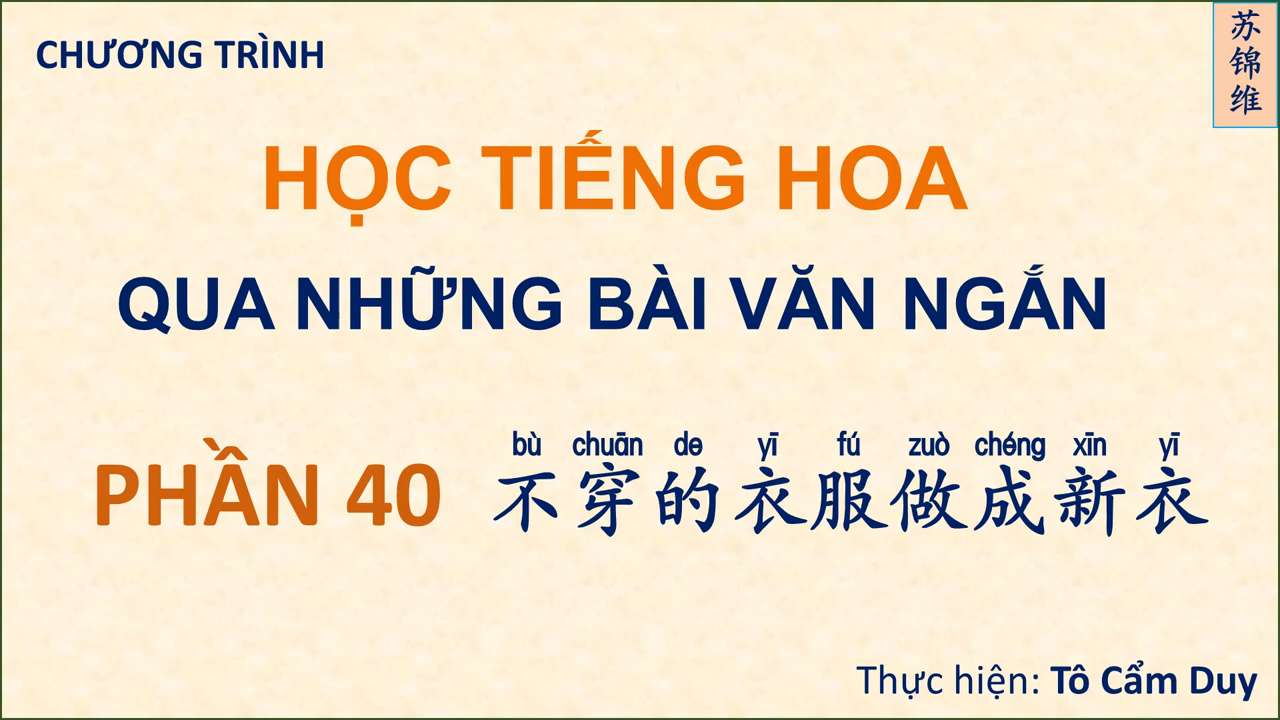 CHƯƠNG TRÌNH
苏锦维
HỌC TIẾNG HOA
QUA NHỮNG BÀI VĂN NGẮN
PHẦN 40
bù chuān de yī fú zuò chéng xīn yī
不穿的衣服做成新衣
Thực hiện: Tô Cẩm Duy